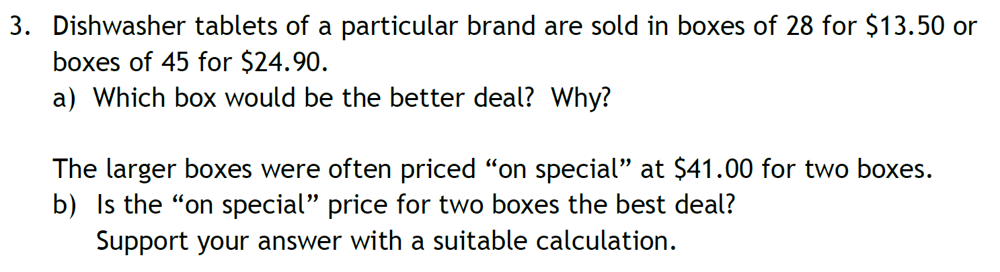 3. Dishwasher tablets of a particular brand are sold in boxes of 28 for $13.50 or
boxes of 45 for $24.90.
a) Which box would be the better deal? Why?
The larger boxes were often priced “on special” at $41.00 for two boxes.
b) Is the “on special” price for two boxes the best deal?
Support your answer with a suitable calculation.